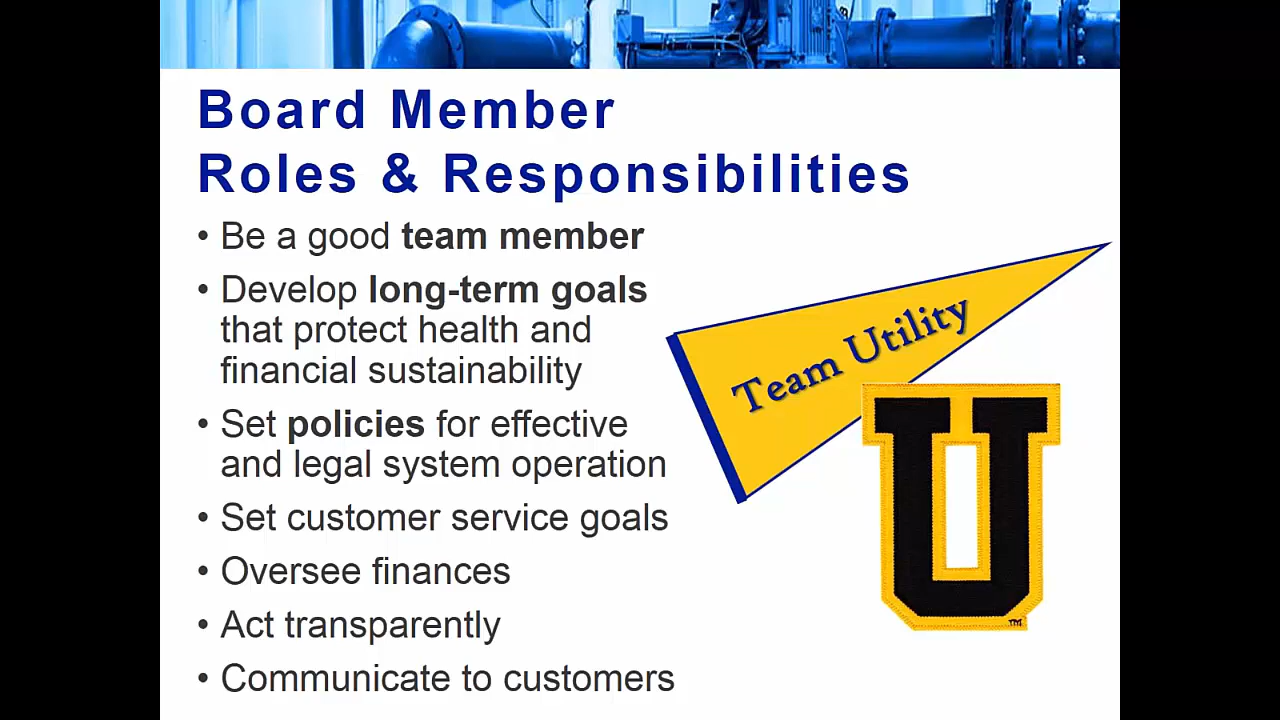 Board Member
Roles & Responsibilities
• Be a good team member
• Develop long-term goals
that protect health and
financial sustainability
• Set policies for effective
and legal system operation
• Set customer service goals
• Oversee finances
• Act transparently
• Communicate to customers
Team Utility
U
TM